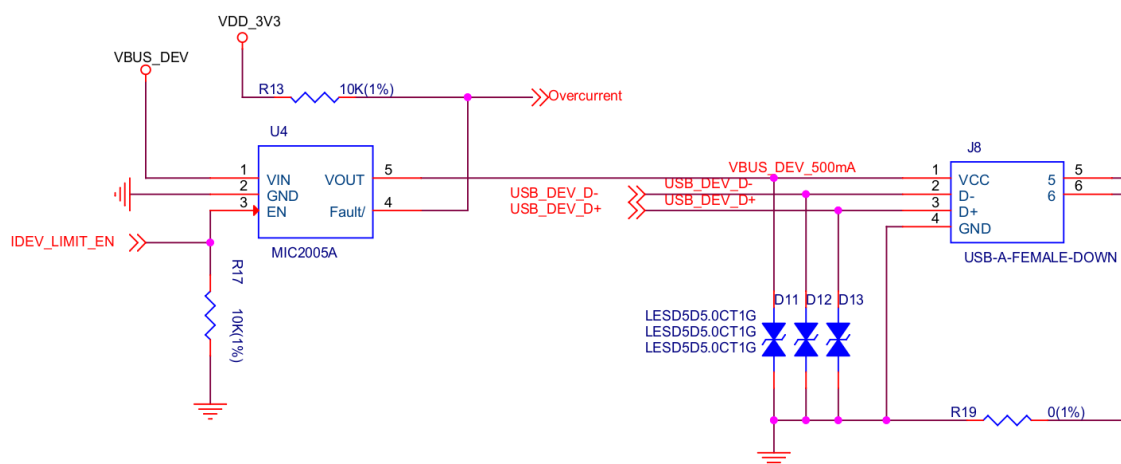 VDD_3V3
VBUS_DEV
R13 10K(1%)
Overcurrent
U4
1 VIN VOUT 5
2 GND
3 EN Fault/ 4
MIC2005A
IDEV_LIMIT_EN
R17
10K(1%)
VBUS_DEV_500mA
USB_DEV_D- USB_DEV_D-
USB_DEV_D+ USB_DEV_D+
J8
1 VCC 5 5
2 D- 6 6
3 D+
4 GND
USB-A-FEMALE-DOWN
D11 D12 D13
LESD5D5.0CT1G
LESD5D5.0CT1G
LESD5D5.0CT1G
R19 0(1%)